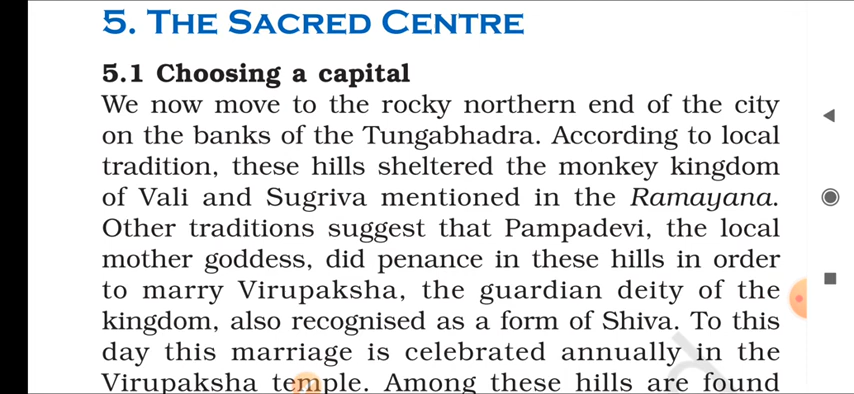 5. THE SACRED CENTRE
5.1 Choosing a capital
We now move to the rocky northern end of the city
on the banks of the Tungabhadra. According to local
tradition, these hills sheltered the monkey kingdom
of Vali and Sugriva mentioned in the Ramayana.
Other traditions suggest that Pampadevi, the local
mother goddess, did penance in these hills in order
to marry Virupaksha, the guardian deity of the
kingdom, also recognised as a form of Shiva. To this
day this marriage is celebrated annually in the
Virupaksha temple. Among these hills are found